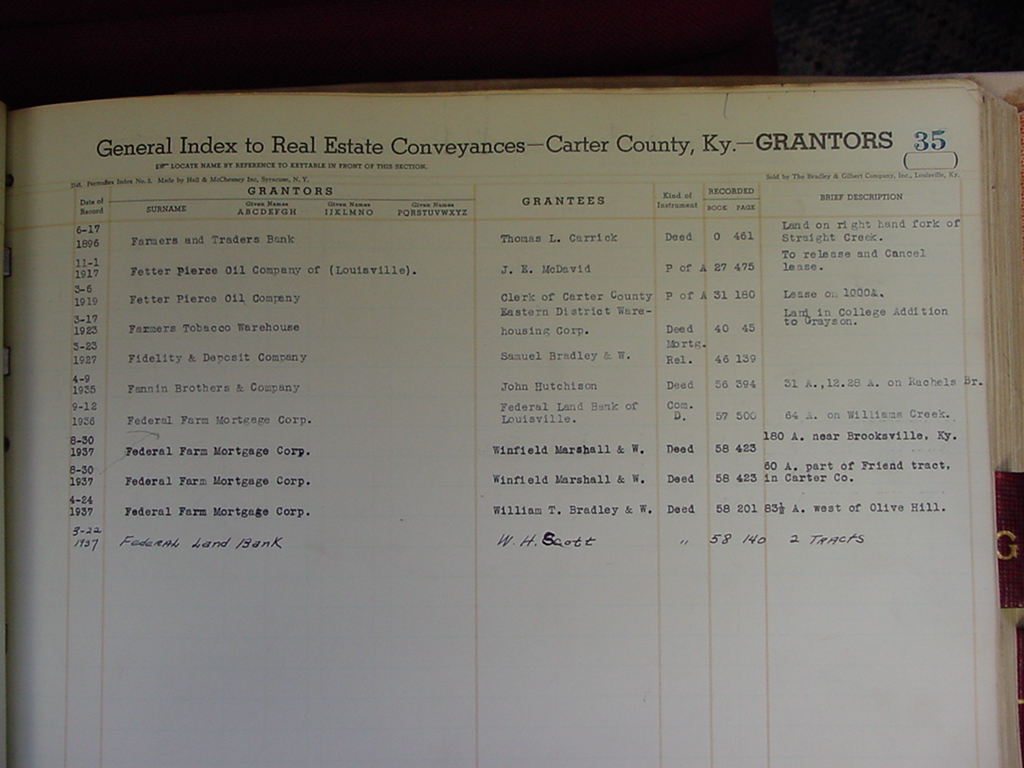 General Index to Real Estate Conveyances—Carter County, Ky.—GRANTORS 35
LOCATE NAME BY REFERENCE TO KEYTABLE IN FRONT OF THIS SECTION.
Permadex Index No. 3. Made by Hall & McChesney Inc, Syracuse, N. Y. Sold by The Bradley & Gilbert Company, Inc., Louisville, Ky.
Date of Record GRANTORS GRANTEES Kind of Instrument RECORDED BRIEF DESCRIPTION
SURNAME Given Names ABCDEFGH Given Names IJKLMNO Given Names PQRSTUVWXYZ BOOK PAGE
6-17 Land on right hand fork of
1896 Farmers and Traders Bank Thomas L. Carrick Deed O 461 Straight Creek.
11-1 To release and Cancel
1917 Fetter Pierce Oil Company of (Louisville). J. E. McDavid P of A 27 475 lease.
3-6
1919 Fetter Pierce Oil Company Clerk of Carter County P of A 31 180 Lease on 1000A.
3-17 Eastern District Ware- Land in College Addition
1923 Farmers Tobacco Warehouse housing Corp. Deed 40 45 to Grayson.
3-23 Mortg.
1927 Fidelity & Deposit Company Samuel Bradley & W. Rel. 46 139
4-9
1935 Fannin Brothers & Company John Hutchison Deed 56 394 31 A.,12.28 A. on Rachels Br.
9-12 Federal Land Bank of Com.
1936 Federal Farm Mortgage Corp. Louisville. D. 57 500 64 A. on Williams Creek.
8-30 180 A. near Brooksville, Ky.
1937 Federal Farm Mortgage Corp. Winfield Marshall & W. Deed 58 423
8-30 60 A. part of Friend tract,
1937 Federal Farm Mortgage Corp. Winfield Marshall & W. Deed 58 423 in Carter Co.
4-24
1937 Federal Farm Mortgage Corp. William T. Bradley & W. Deed 58 201 83½ A. west of Olive Hill.
3-22
1937 Federal Land Bank W. H. Scott " 58 140 2 Tracts
G